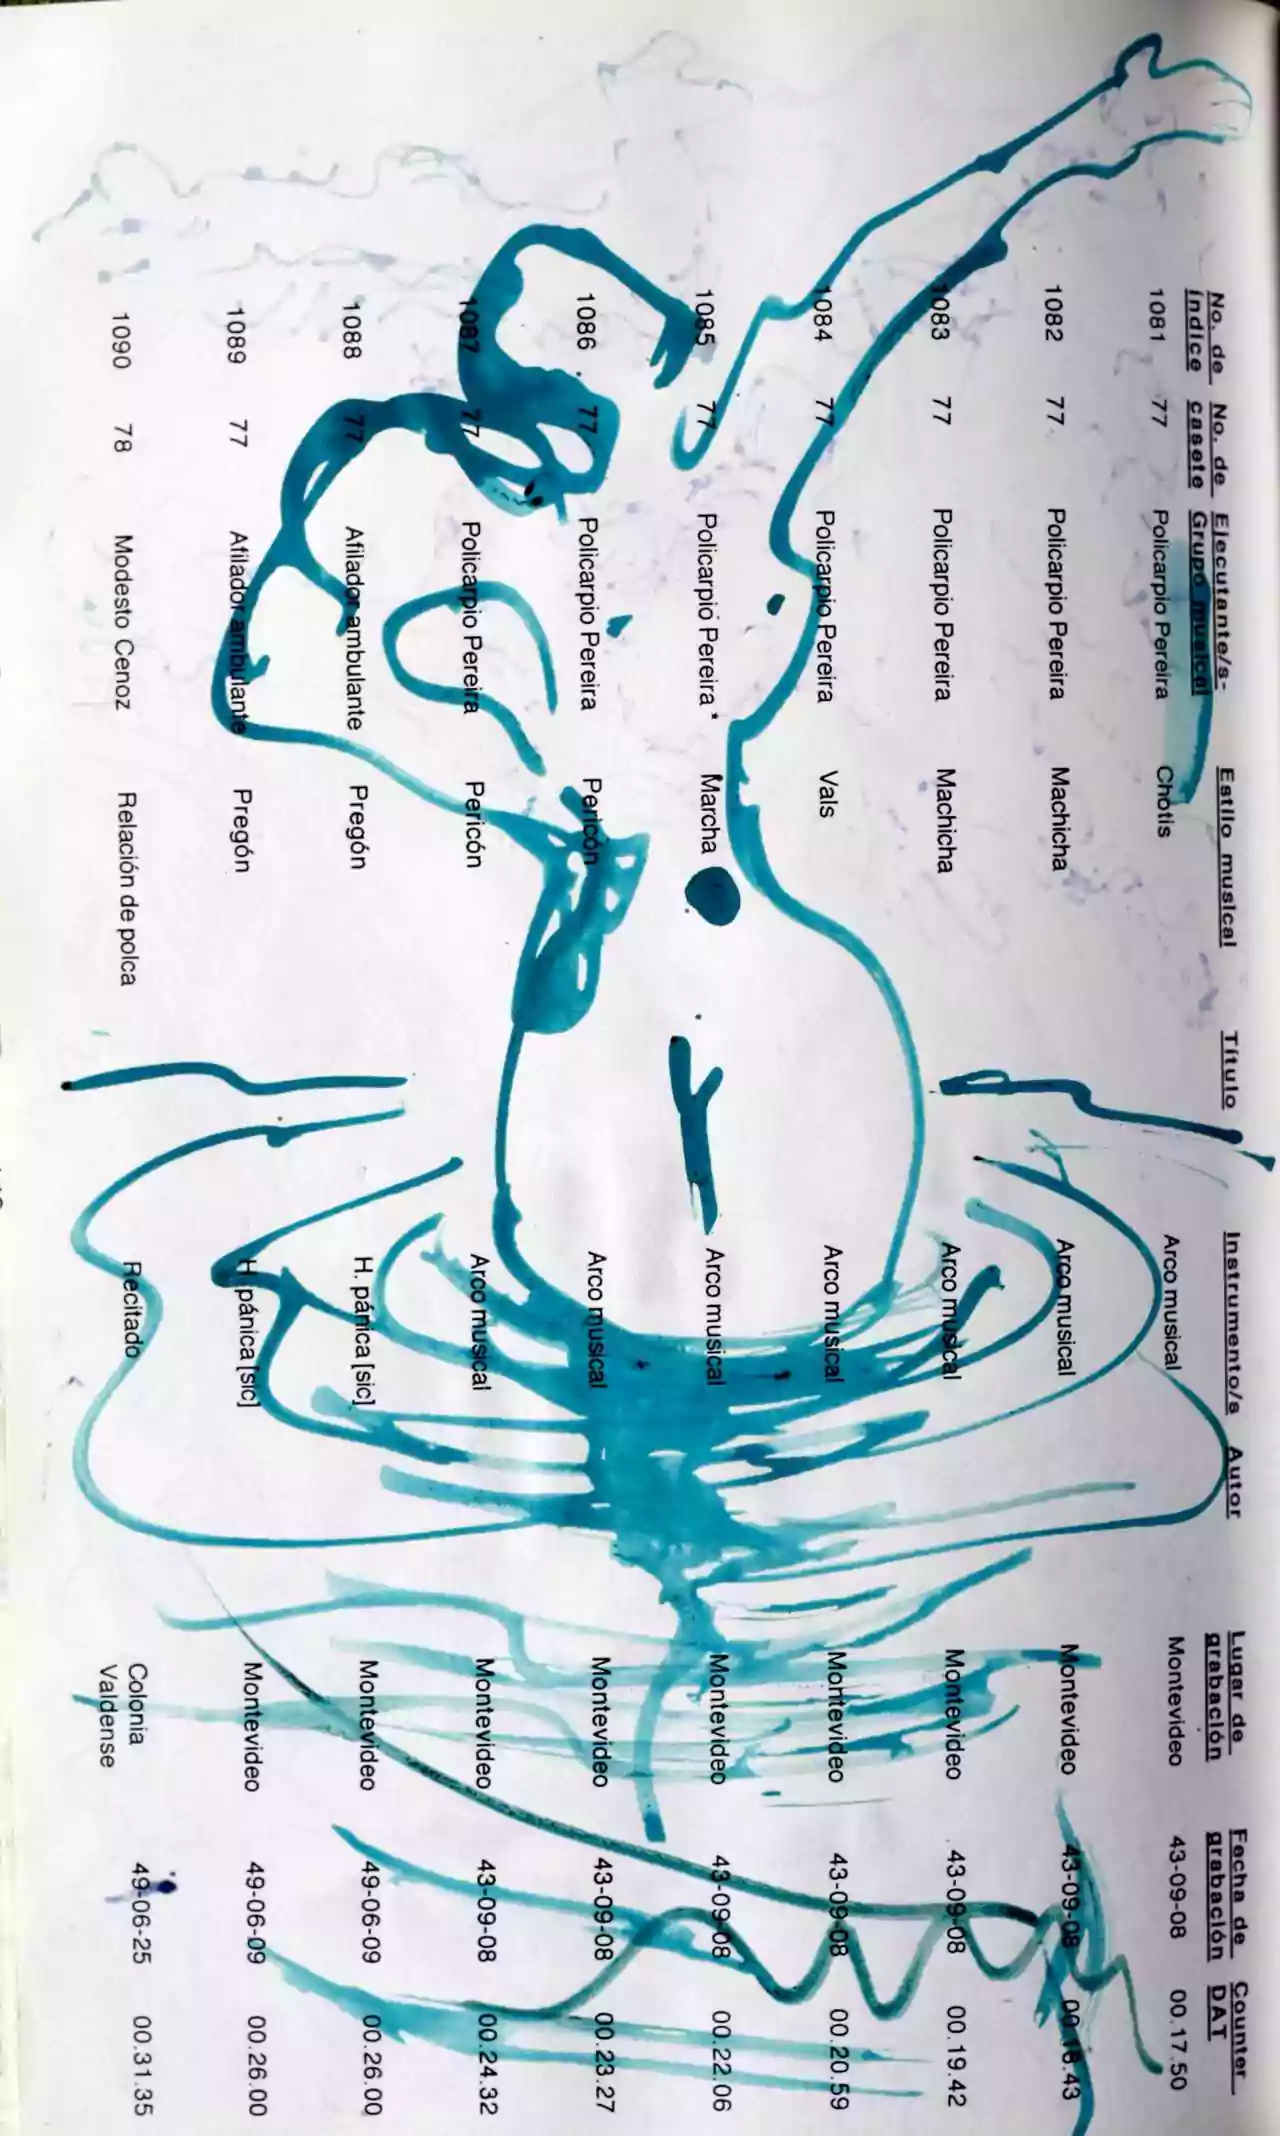 No. de No. de Ejecutante/s- Estilo musical Título Instrumento/s Autor Lugar de Fecha de Counter
índice casete Grupo musical grabación grabación DAT
1081 77 Policarpio Pereira Chotis Arco musical Montevideo 43-09-08 00.17.50
1082 77 Policarpio Pereira Machicha Arco musical Montevideo 43-09-08 00.18.43
1083 77 Policarpio Pereira Machicha Arco musical Montevideo 43-09-08 00.19.42
1084 77 Policarpio Pereira Vals Arco musical Montevideo 43-09-08 00.20.59
1085 77 Policarpio Pereira Marcha Arco musical Montevideo 43-09-08 00.22.06
1086 77 Policarpio Pereira Pericón Arco musical Montevideo 43-09-08 00.23.27
1087 77 Policarpio Pereira Pericón Arco musical Montevideo 43-09-08 00.24.32
1088 77 Afilador ambulante Pregón H. pánica [sic] Montevideo 49-06-09 00.26.00
1089 77 Afilador ambulante Pregón H. pánica [sic] Montevideo 49-06-09 00.26.00
1090 78 Modesto Cenoz Relación de polca Recitado Colonia 49-06-25 00.31.35
Valdense